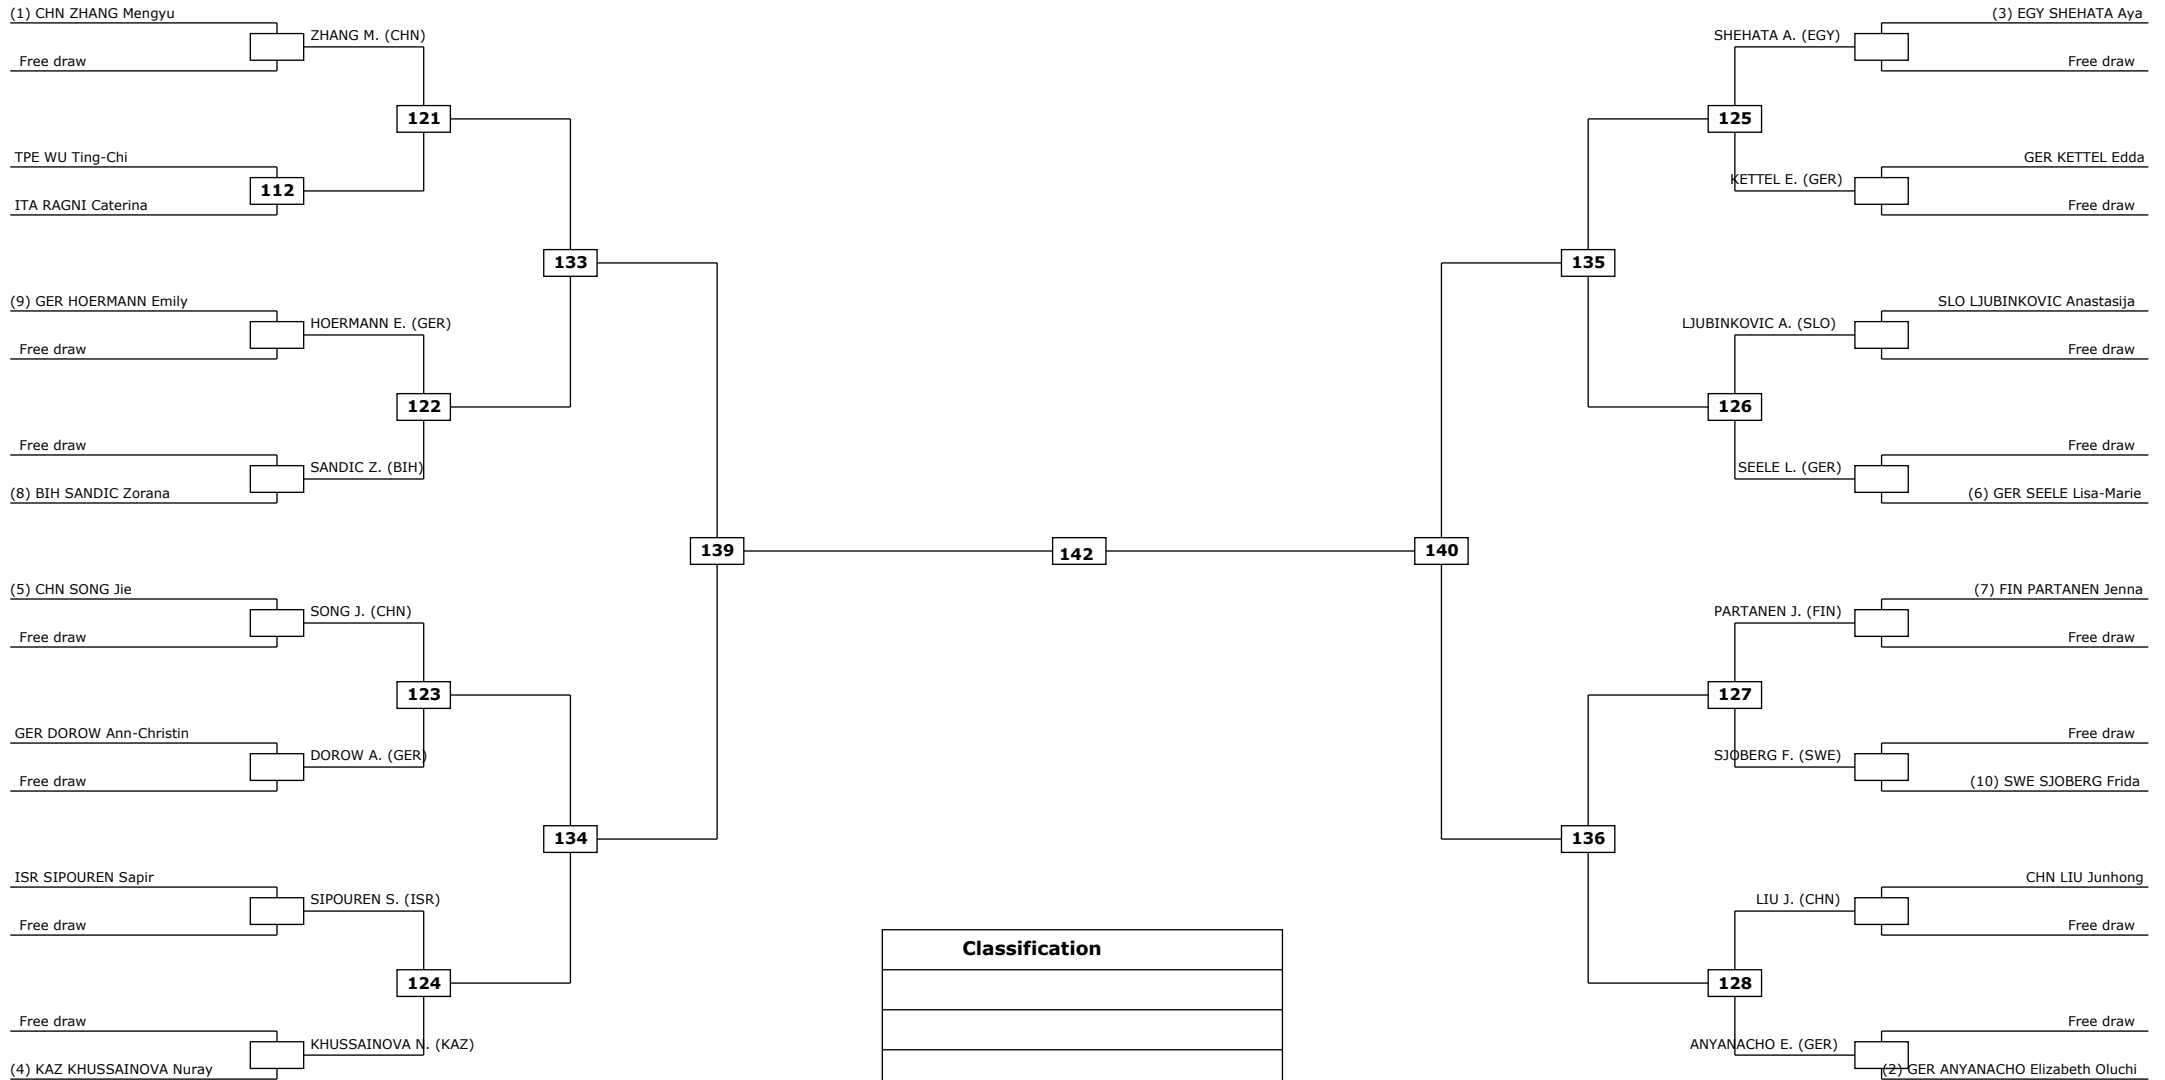 (1) CHN ZHANG Mengyu
ZHANG M. (CHN)
Free draw
121
TPE WU Ting-Chi
112
ITA RAGNI Caterina
133
(9) GER HOERMANN Emily
HOERMANN E. (GER)
Free draw
122
Free draw
SANDIC Z. (BIH)
(8) BIH SANDIC Zorana
139
(5) CHN SONG Jie
SONG J. (CHN)
Free draw
123
GER DOROW Ann-Christin
DOROW A. (GER)
Free draw
134
ISR SIPOUREN Sapir
SIPOUREN S. (ISR)
Free draw
124
Free draw
KHUSSAINOVA N. (KAZ)
(4) KAZ KHUSSAINOVA Nuray
142
Classification
(3) EGY SHEHATA Aya
SHEHATA A. (EGY)
Free draw
125
GER KETTEL Edda
KETTEL E. (GER)
Free draw
135
SLO LJUBINKOVIC Anastasija
LJUBINKOVIC A. (SLO)
Free draw
126
Free draw
SEELE L. (GER)
(6) GER SEELE Lisa-Marie
140
(7) FIN PARTANEN Jenna
PARTANEN J. (FIN)
Free draw
127
Free draw
SJOBERG F. (SWE)
(10) SWE SJOBERG Frida
136
CHN LIU Junhong
LIU J. (CHN)
Free draw
128
Free draw
ANYANACHO E. (GER)
(2) GER ANYANACHO Elizabeth Oluchi